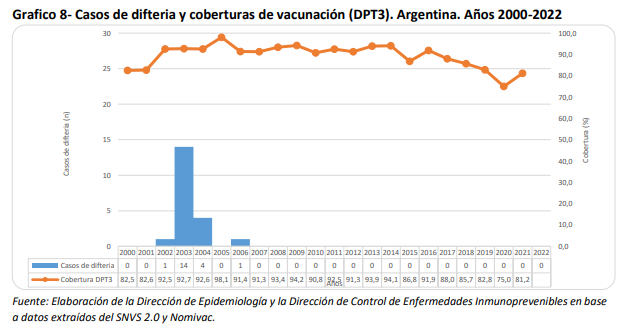 Grafico 8- Casos de difteria y coberturas de vacunación (DPT3). Argentina. Años 2000-2022
30
25
20
15
10
5
0
Casos de difteria (n)
100,0
90,0
80,0
70,0
60,0
50,0
40,0
30,0
20,0
10,0
0,0
Cobertura (%)
2000 2001 2002 2003 2004 2005 2006 2007 2008 2009 2010 2011 2012 2013 2014 2015 2016 2017 2018 2019 2020 2021 2022
Casos de difteria 0 0 1 14 4 0 1 0 0 0 0 0 0 0 0 0 0 0 0 0 0 0
Cobertura DPT3 82,5 82,6 92,5 92,7 92,6 98,1 91,4 91,3 93,4 94,2 90,8 92,5 91,3 93,9 94,1 86,8 91,9 88,0 85,7 82,8 75,0 81,2
Años
Fuente: Elaboración de la Dirección de Epidemiología y la Dirección de Control de Enfermedades Inmunoprevenibles en base
a datos extraídos del SNVS 2.0 y Nomivac.